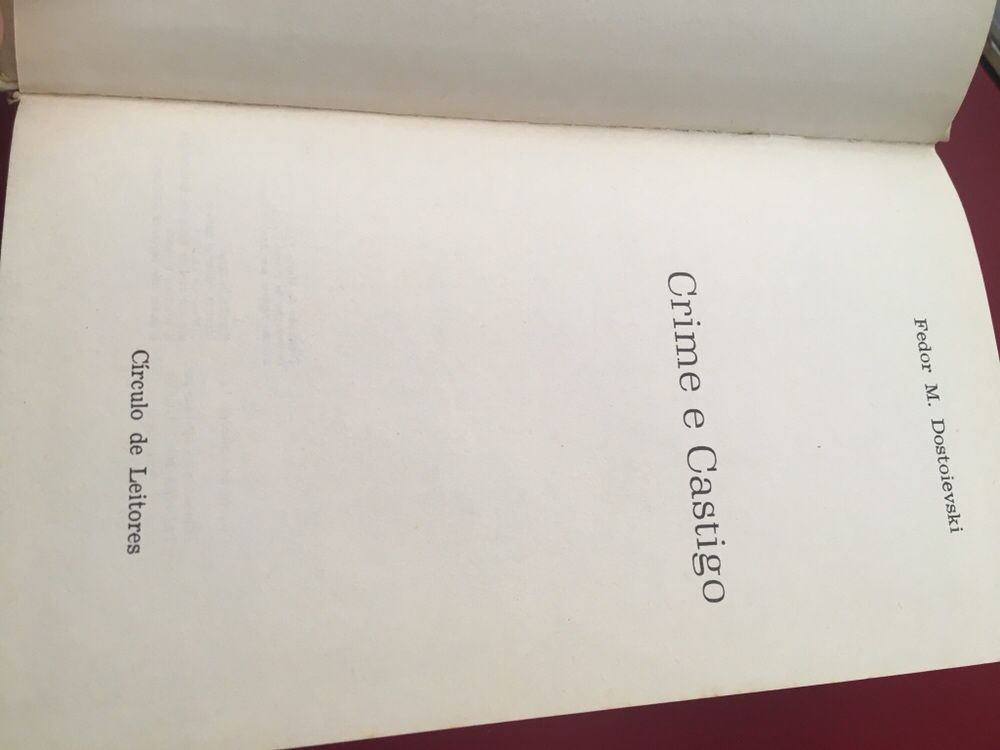 Fedor M. Dostoievski
Crime e Castigo
Círculo de Leitores